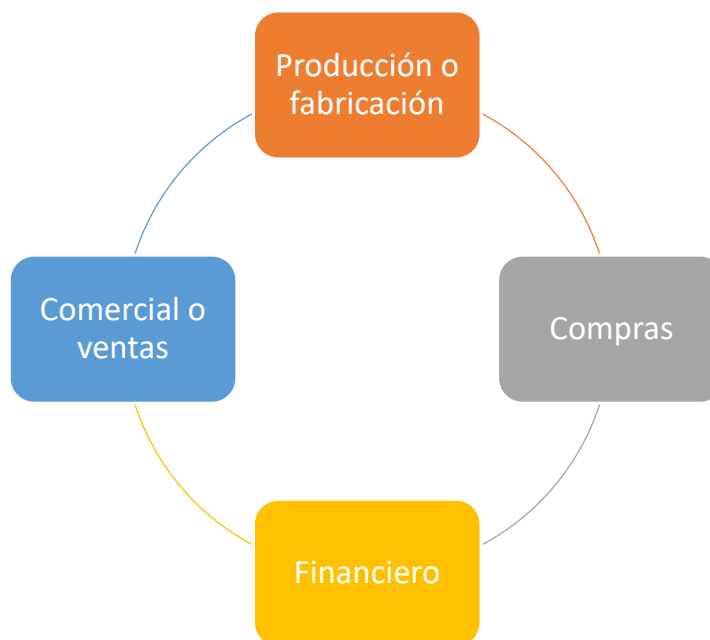 Producción o
fabricación
Comercial o
ventas
Compras
Financiero